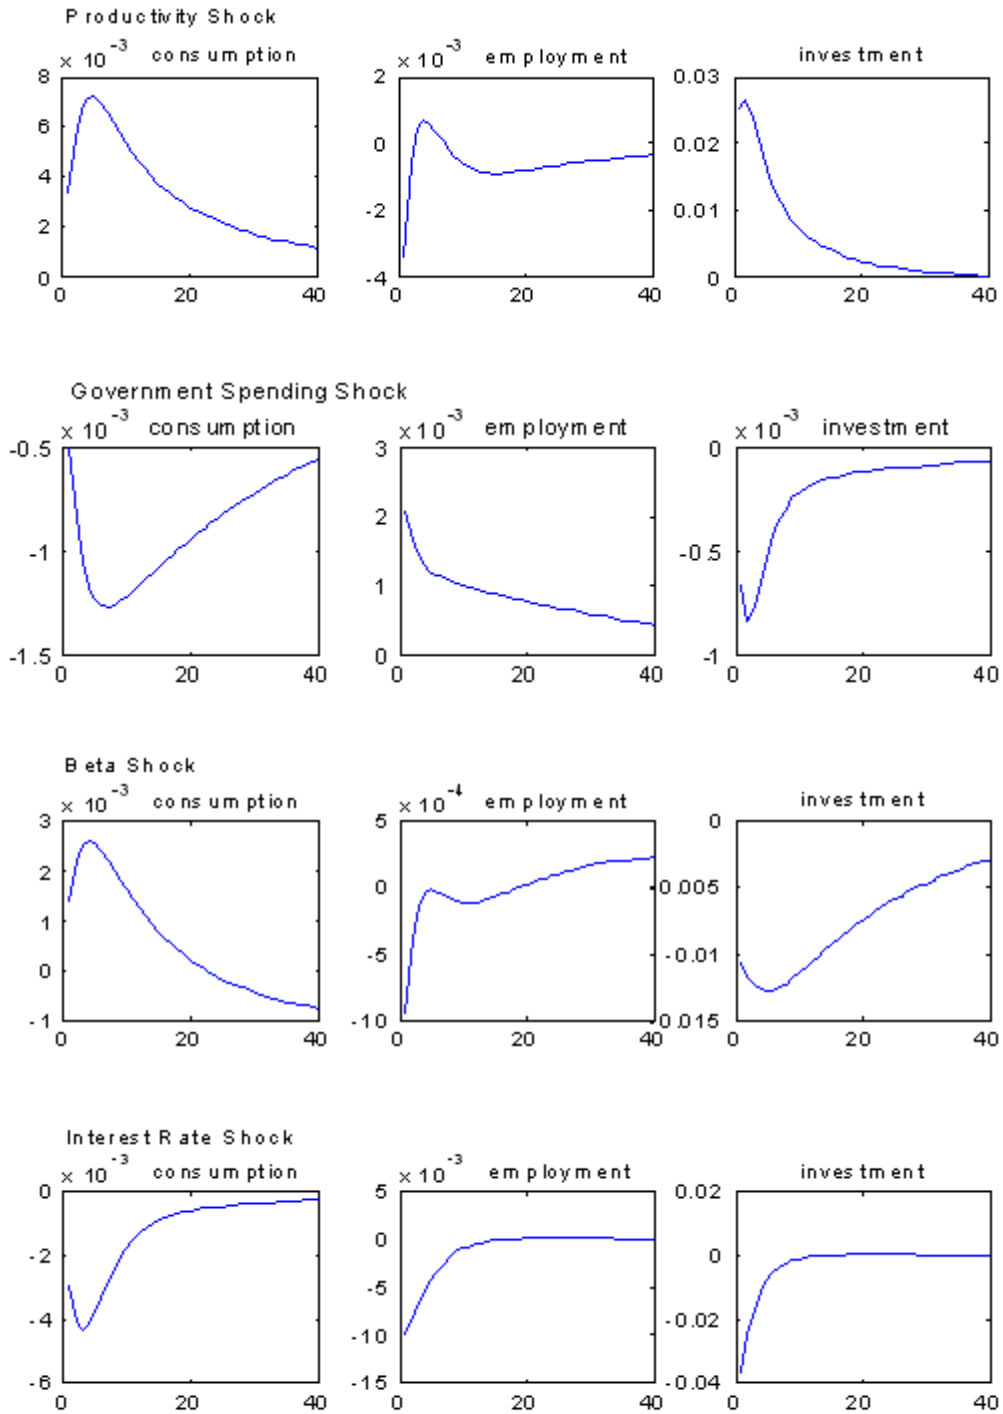 Productivity Shock
× 10^-3 consumption × 10^-3 employment investment
8 2 0.03
6 0 0.02
4
2 -2 0.01
0 -4 0
0 20 40 0 20 40 0 20 40
Government Spending Shock
× 10^-3 consumption × 10^-3 employment × 10^-3 investment
-0.5 3 0
2
-1 -0.5
1
-1.5 0 -1
0 20 40 0 20 40 0 20 40
Beta Shock
× 10^-3 consumption × 10^-4 employment investment
3 5 0
2 0 0.005
1
0 -5 -0.01
-1 -10 0.015
0 20 40 0 20 40 0 20 40
Interest Rate Shock
× 10^-3 consumption × 10^-3 employment investment
0 5 0.02
-2 0 0
-5
-4 -10 -0.02
-6 -15 -0.04
0 20 40 0 20 40 0 20 40